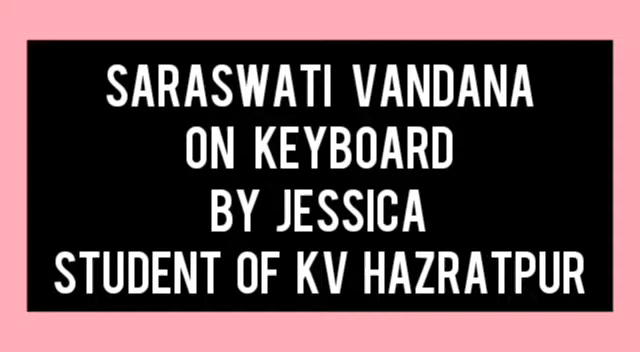 SARASWATI VANDANA
ON KEYBOARD
BY JESSICA
STUDENT OF KV HAZRATPUR